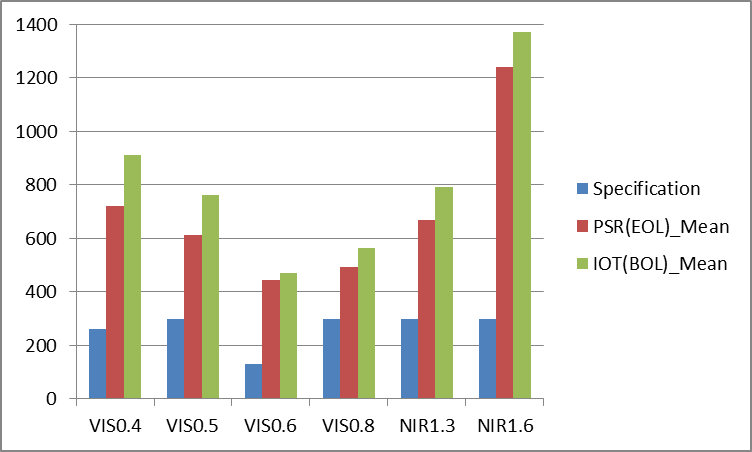 1400
1200
1000
800
600
400
200
0
VIS0.4 VIS0.5 VIS0.6 VIS0.8 NIR1.3 NIR1.6
Specification
PSR(EOL)_Mean
IOT(BOL)_Mean